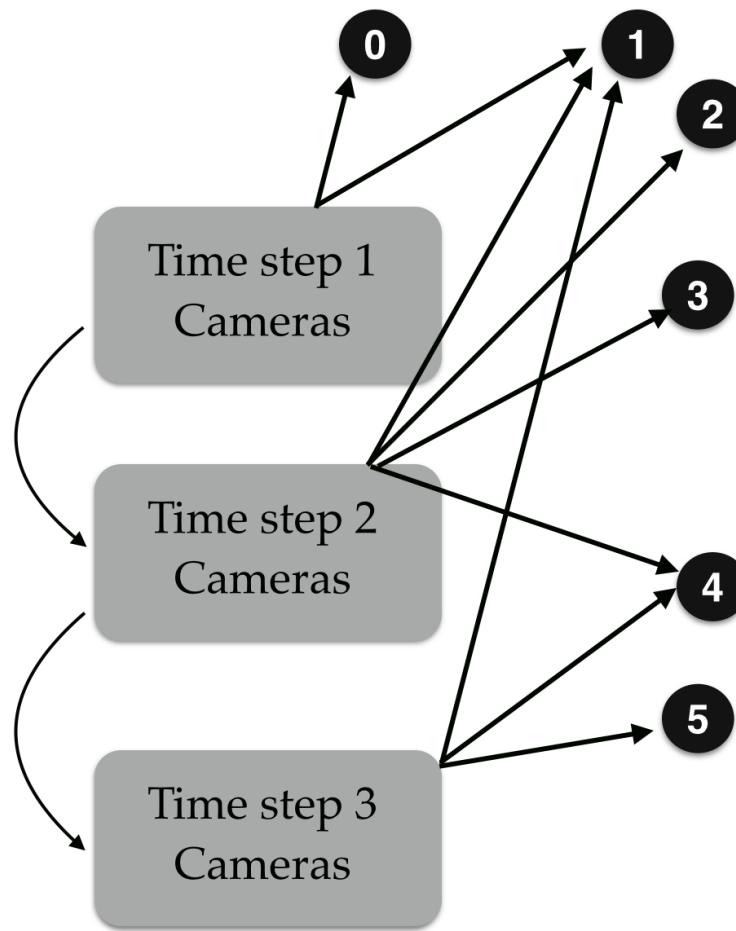 0
1
2
Time step 1
Cameras
3
Time step 2
Cameras
4
5
Time step 3
Cameras